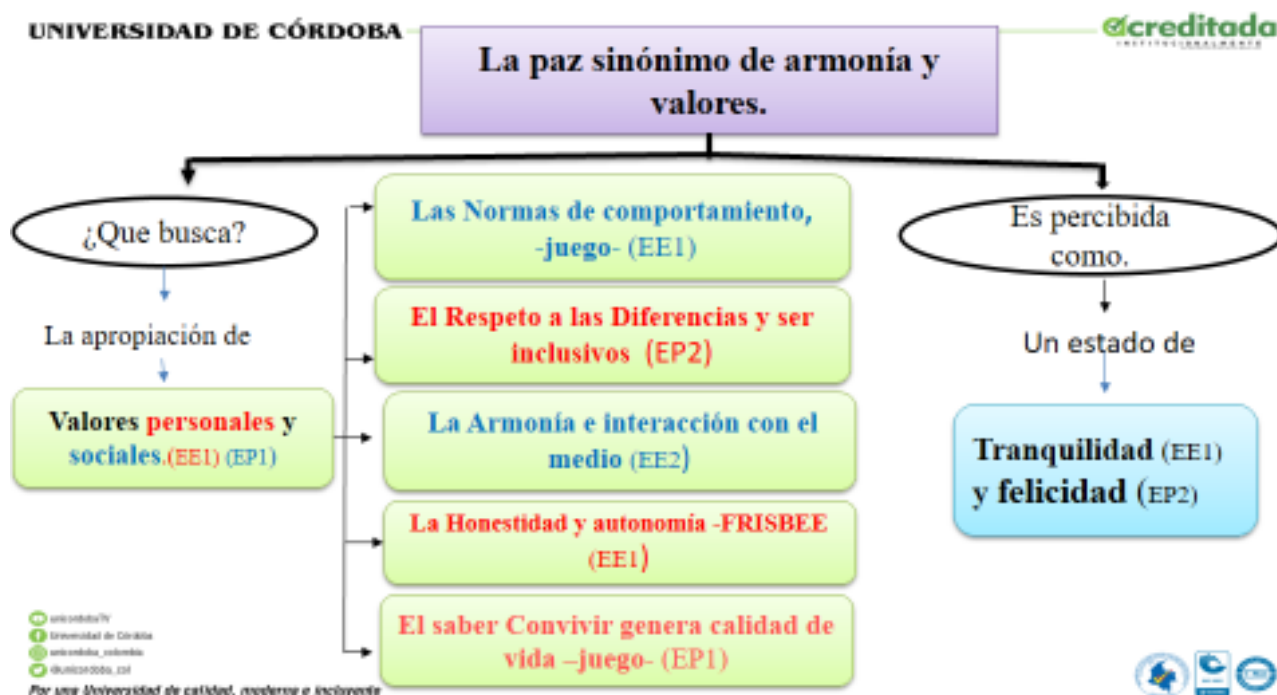 UNIVERSIDAD DE CÓRDOBA
acreditada
INSTITUCIONALMENTE
La paz sinónimo de armonía y
valores.
¿Que busca?
La apropiación de
Valores personales y
sociales.(EE1) (EP1)
Las Normas de comportamiento,
-juego- (EE1)
El Respeto a las Diferencias y ser
inclusivos (EP2)
La Armonía e interacción con el
medio (EE2)
La Honestidad y autonomía -FRISBEE
(EE1)
El saber Convivir genera calidad de
vida –juego- (EP1)
Es percibida
como.
Un estado de
Tranquilidad (EE1)
y felicidad (EP2)
unicordobaTV
Universidad de Córdoba
unicordoba_colombia
@unicordoba_col
Por una Universidad de calidad, moderna e incluyente